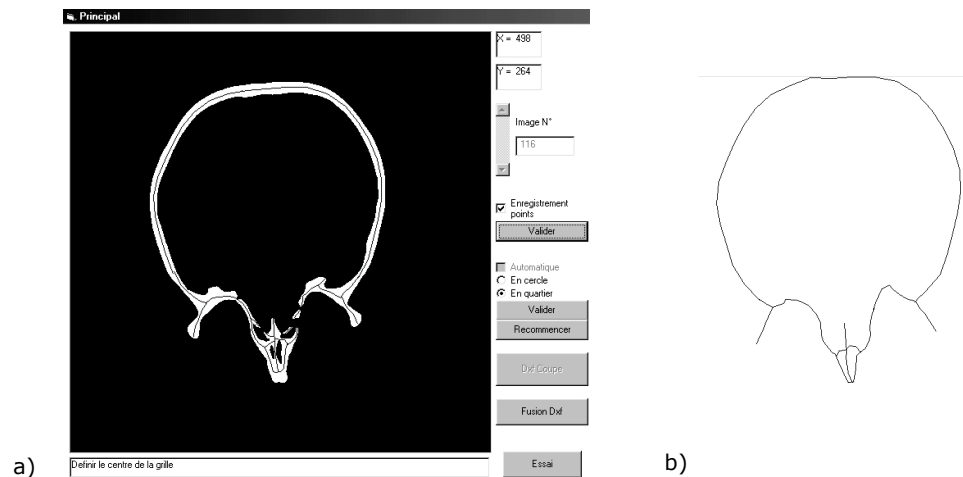 Principal
X = 498
Y = 264
Image N°
116
Enregistrement
points
Valider
Automatique
En cercle
En quartier
Valider
Recommencer
Dxf Coupe
Fusion Dxf
Essai
Definir le centre de la grille
a)
b)